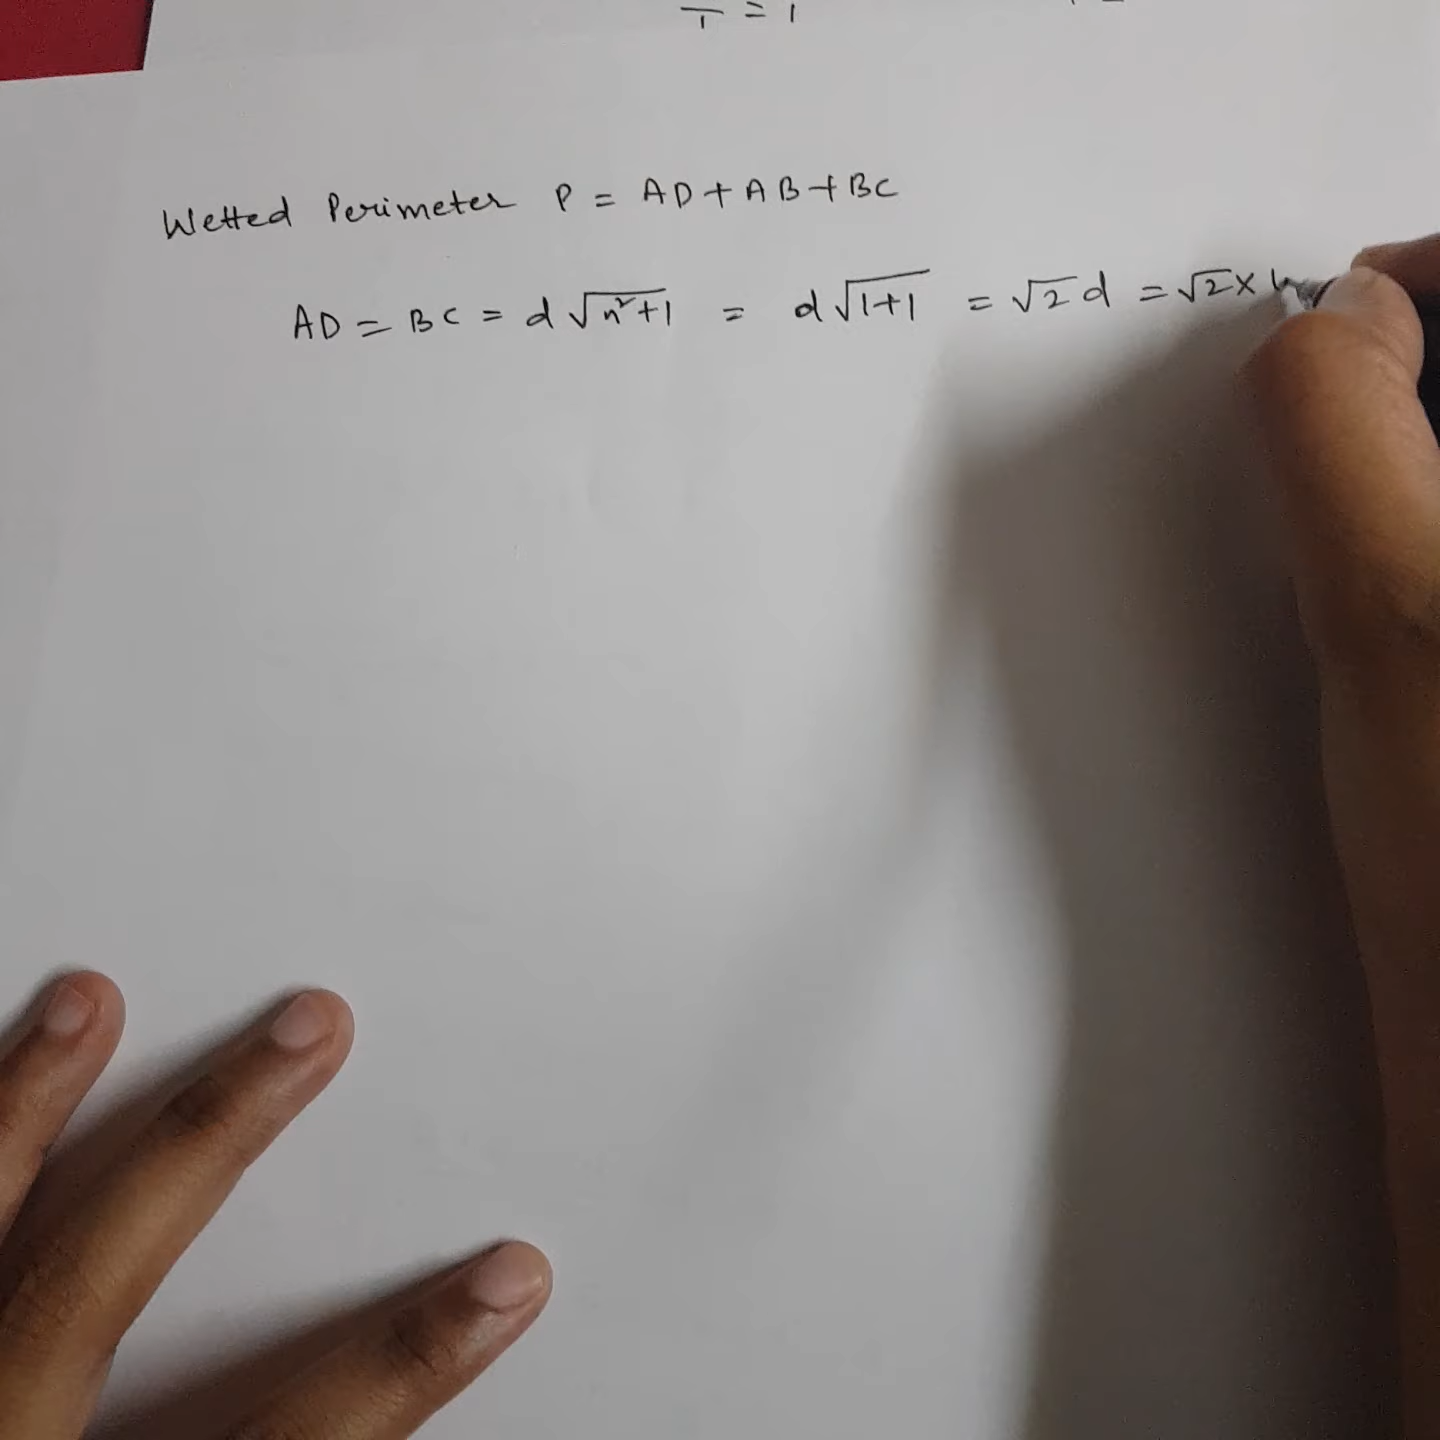 Wetted Perimeter P = AD + AB + BC
AD = BC = d √(n²+1) = d √(1+1) = √2 d = √2 ×